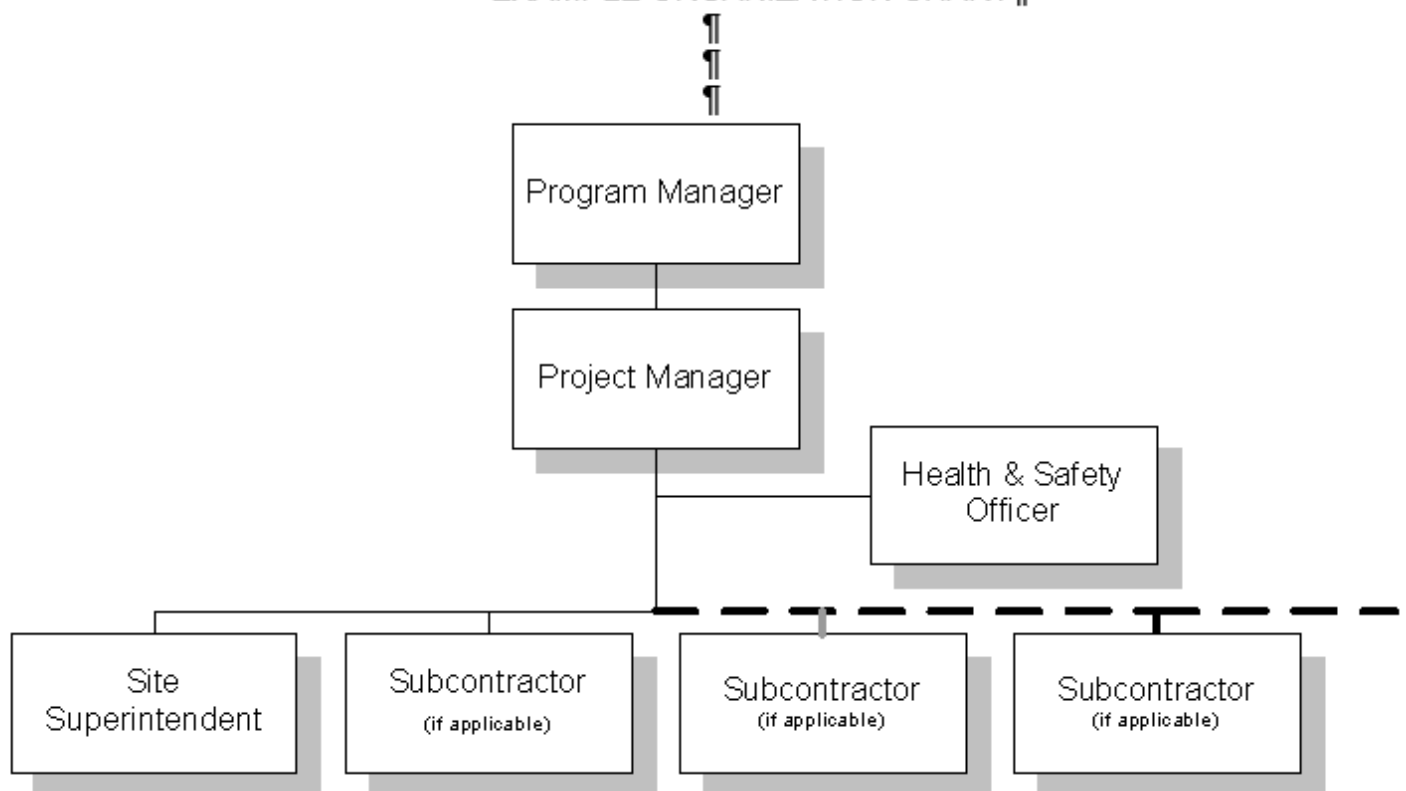 ¶
¶
¶
Program Manager
Project Manager
Health & Safety
Officer
Site
Superintendent
Subcontractor
(if applicable)
Subcontractor
(if applicable)
Subcontractor
(if applicable)